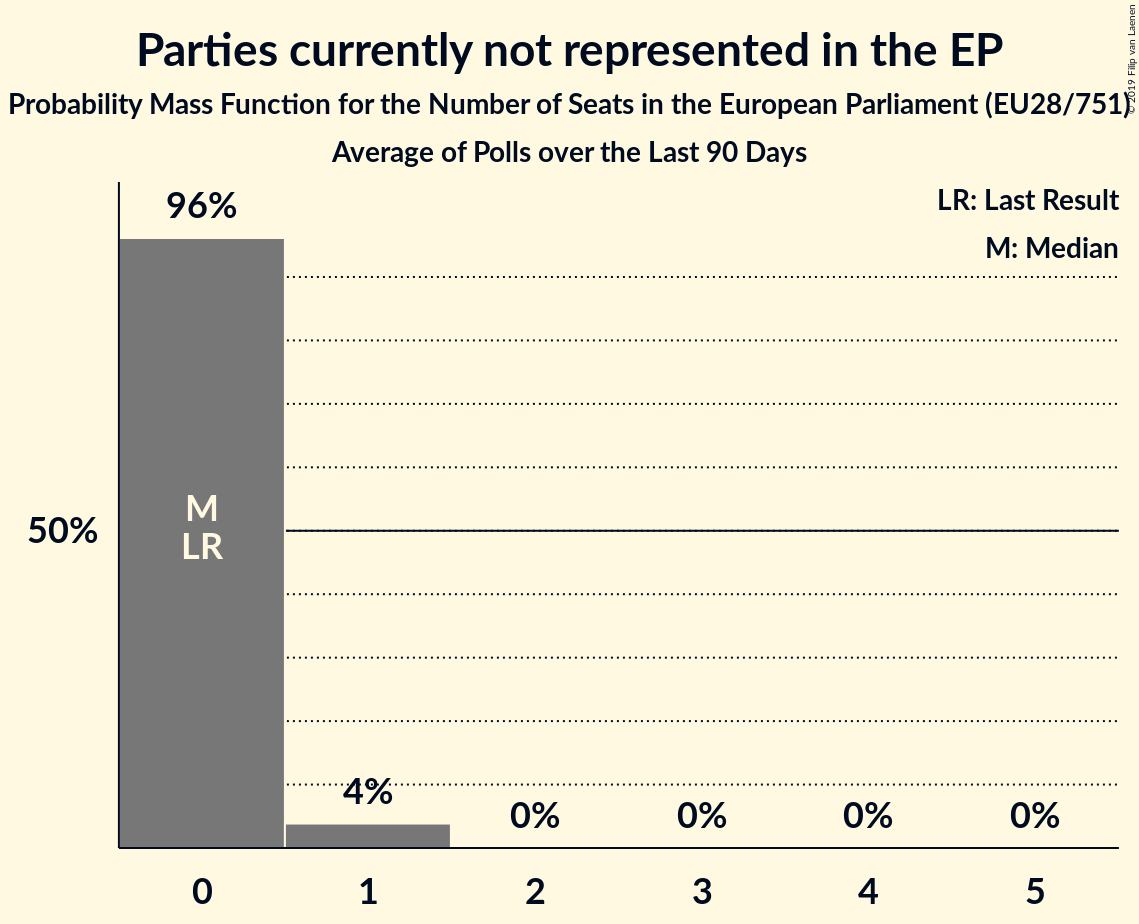 Parties currently not represented in the EP
Probability Mass Function for the Number of Seats in the European Parliament (EU28/751)
Average of Polls over the Last 90 Days
© 2019 Filip van Laenen
LR: Last Result
M: Median
96%
M
LR
50%
4%
0%
0%
0%
0%
0
1
2
3
4
5